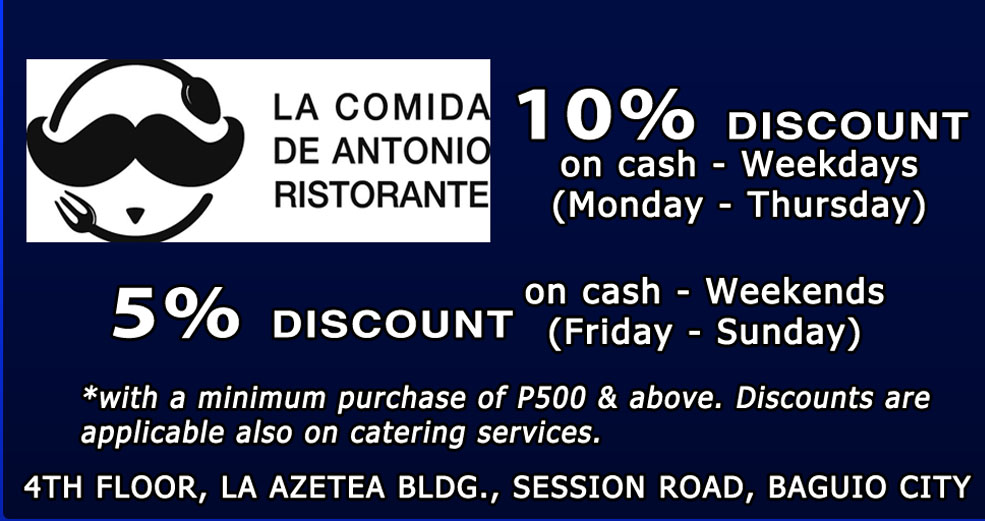 LA COMIDA
DE ANTONIO
RISTORANTE
10% DISCOUNT
on cash - Weekdays
(Monday - Thursday)
5% DISCOUNT
on cash - Weekends
(Friday - Sunday)
*with a minimum purchase of P500 & above. Discounts are
applicable also on catering services.
4TH FLOOR, LA AZETEA BLDG., SESSION ROAD, BAGUIO CITY